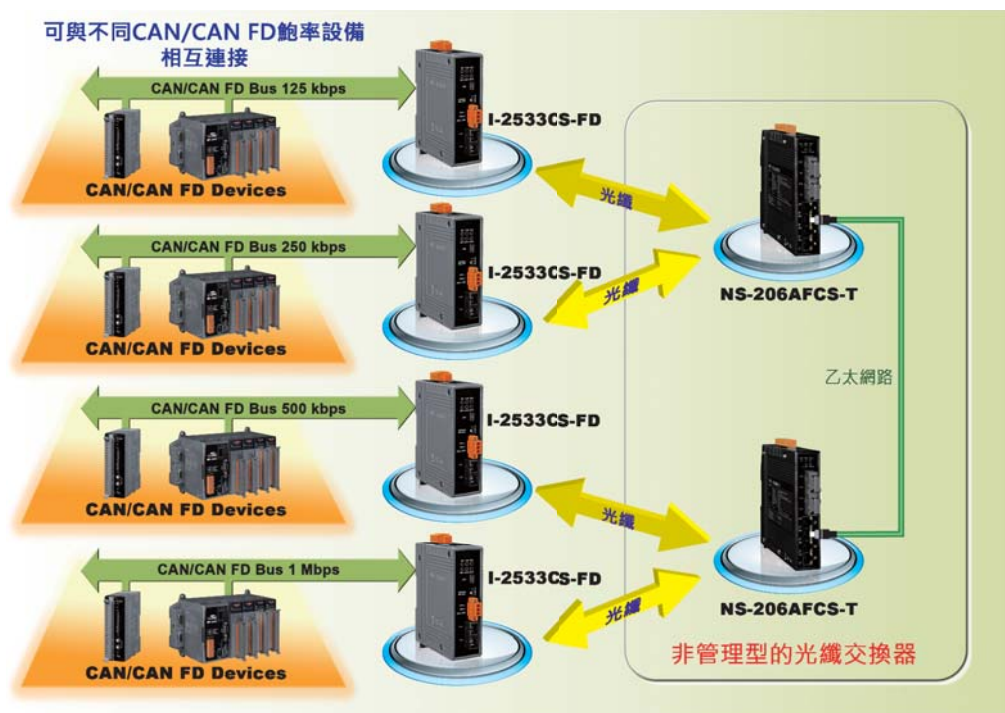 可與不同CAN/CAN FD鮑率設備
相互連接
CAN/CAN FD Bus 125 kbps
I-2533CS-FD
CAN/CAN FD Devices
光纖
CAN/CAN FD Bus 250 kbps
I-2533CS-FD
CAN/CAN FD Devices
光纖
NS-206AFCS-T
乙太網路
CAN/CAN FD Bus 500 kbps
I-2533CS-FD
CAN/CAN FD Devices
光纖
CAN/CAN FD Bus 1 Mbps
I-2533CS-FD
CAN/CAN FD Devices
光纖
NS-206AFCS-T
非管理型的光纖交換器